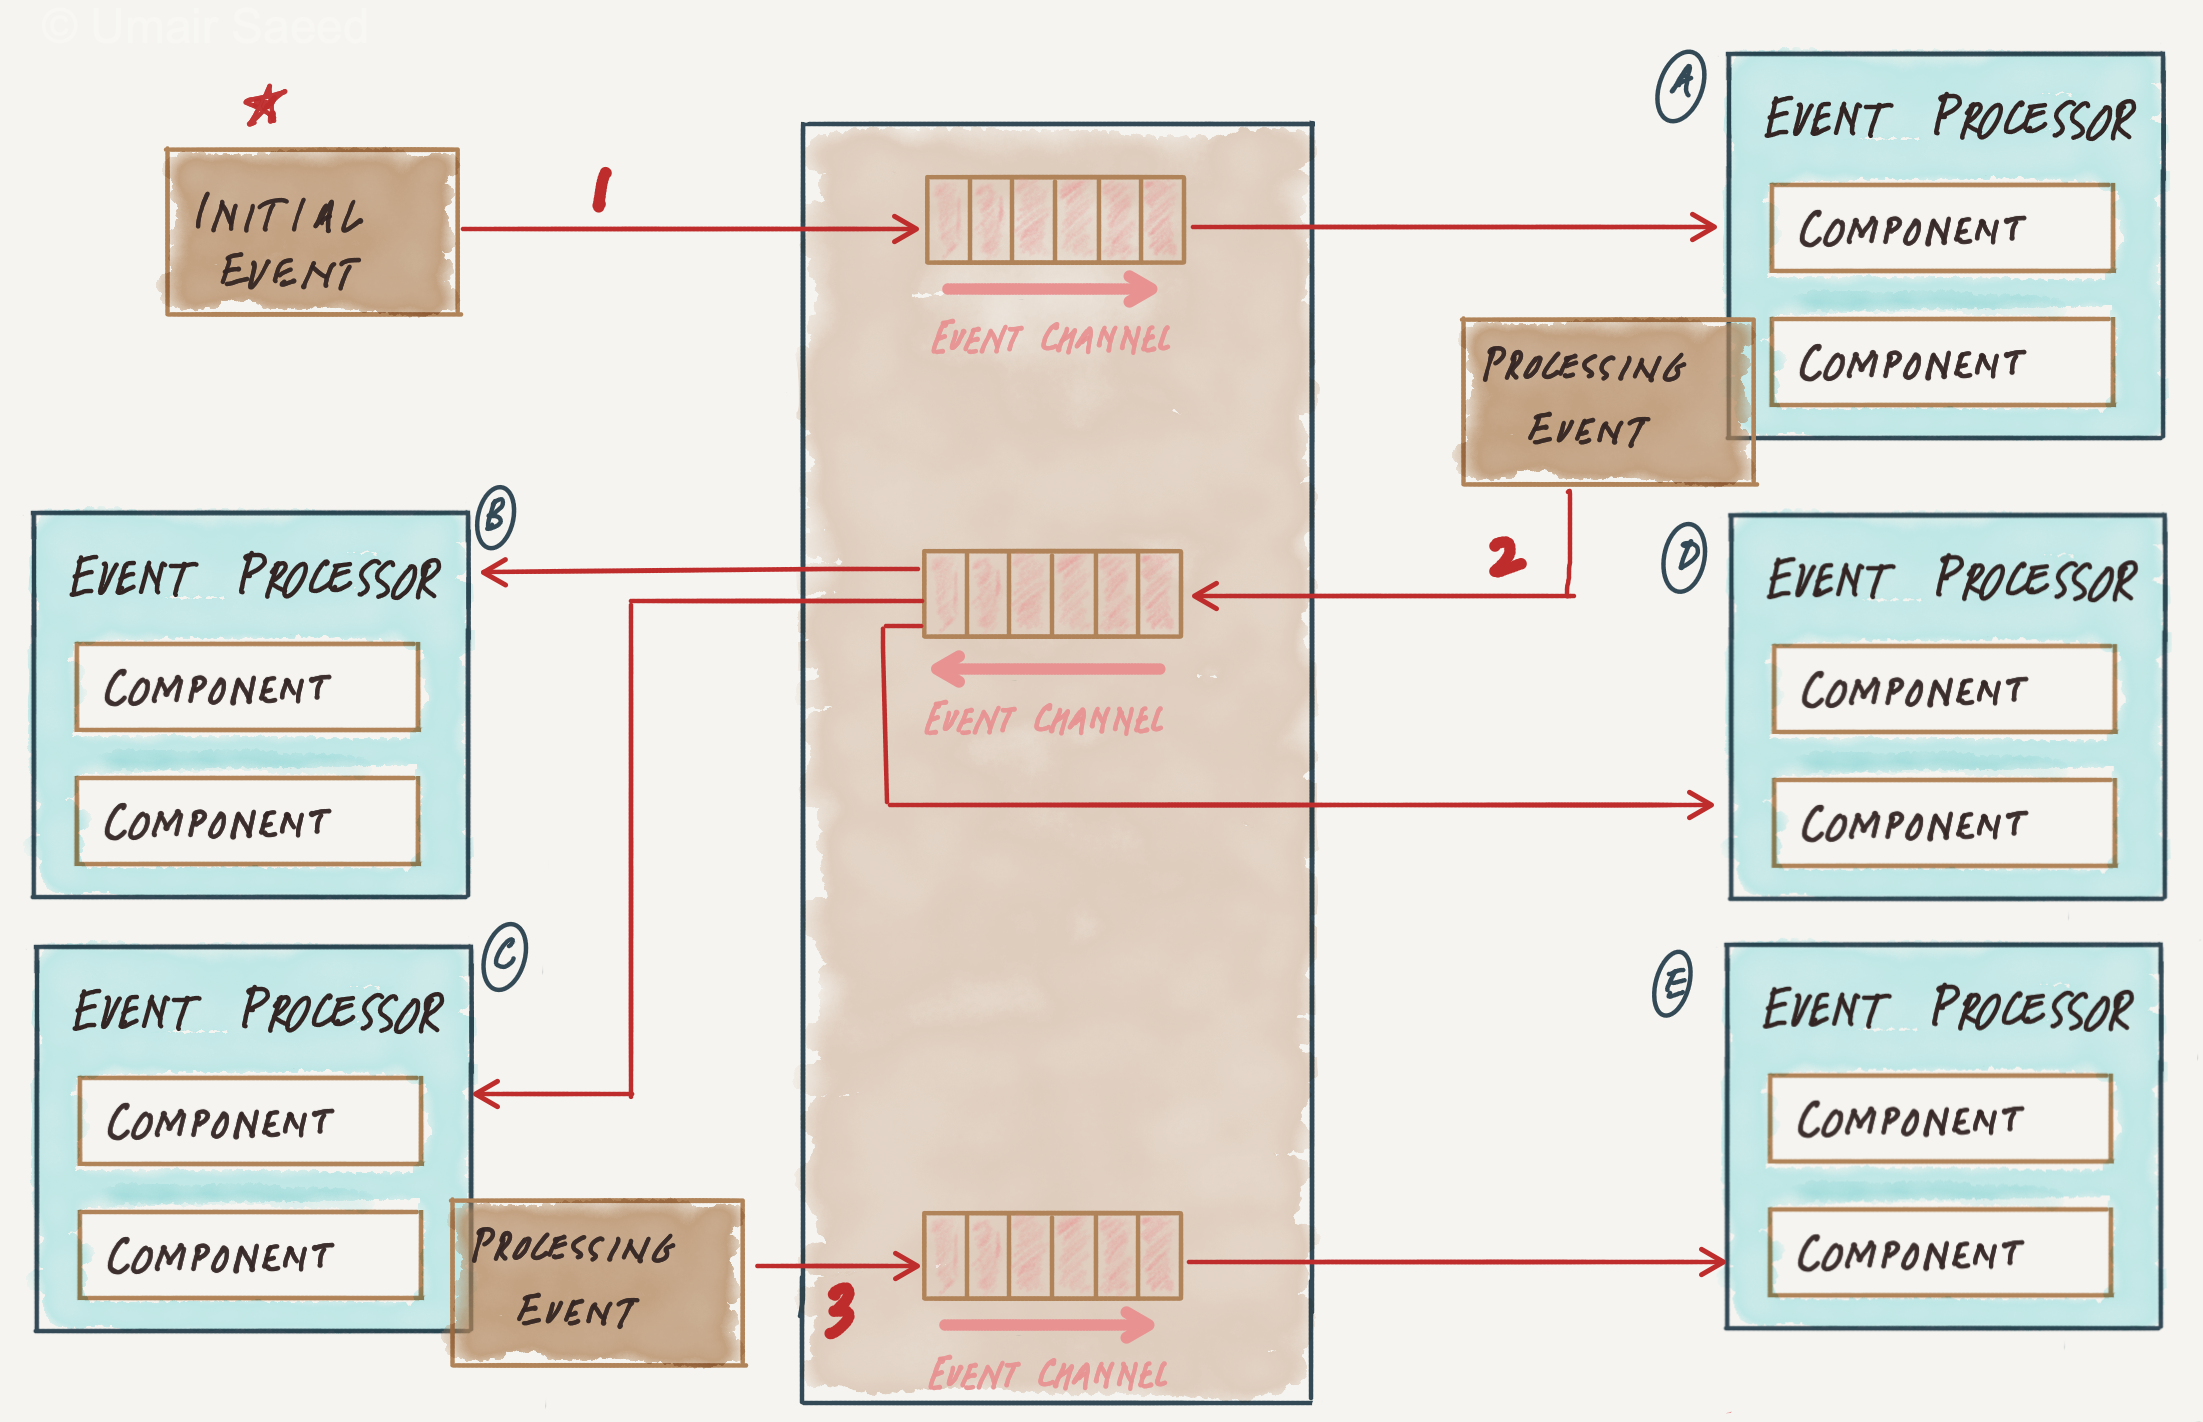 © Umair Saeed
INITIAL
EVENT
1
EVENT CHANNEL
A
EVENT PROCESSOR
COMPONENT
COMPONENT
PROCESSING
EVENT
2
B
EVENT PROCESSOR
COMPONENT
COMPONENT
EVENT CHANNEL
D
EVENT PROCESSOR
COMPONENT
COMPONENT
C
EVENT PROCESSOR
COMPONENT
COMPONENT
PROCESSING
EVENT
3
EVENT CHANNEL
E
EVENT PROCESSOR
COMPONENT
COMPONENT